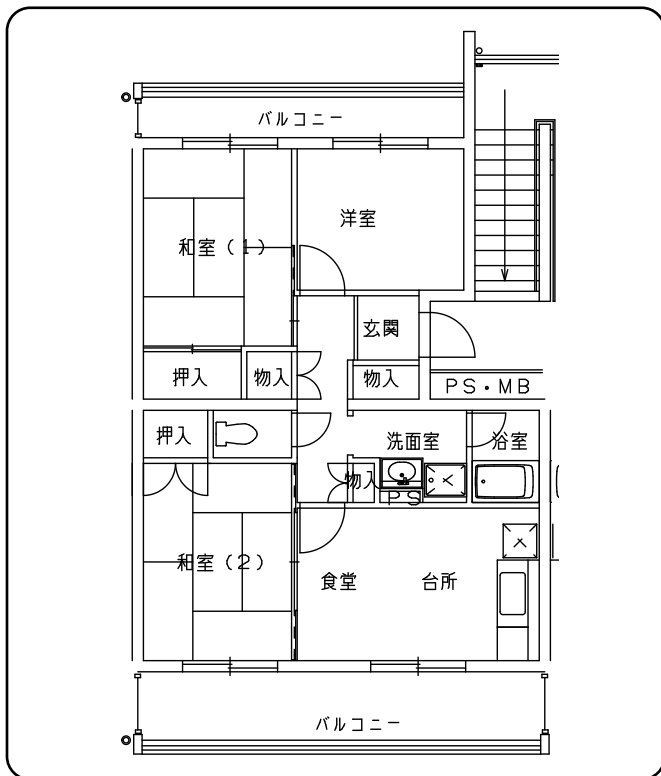 バルコニー
洋室
和室(1)
玄関
押入
物入
物入
PS・MB
押入
洗面室
浴室
物入
PS
和室(2)
食堂
台所
バルコニー